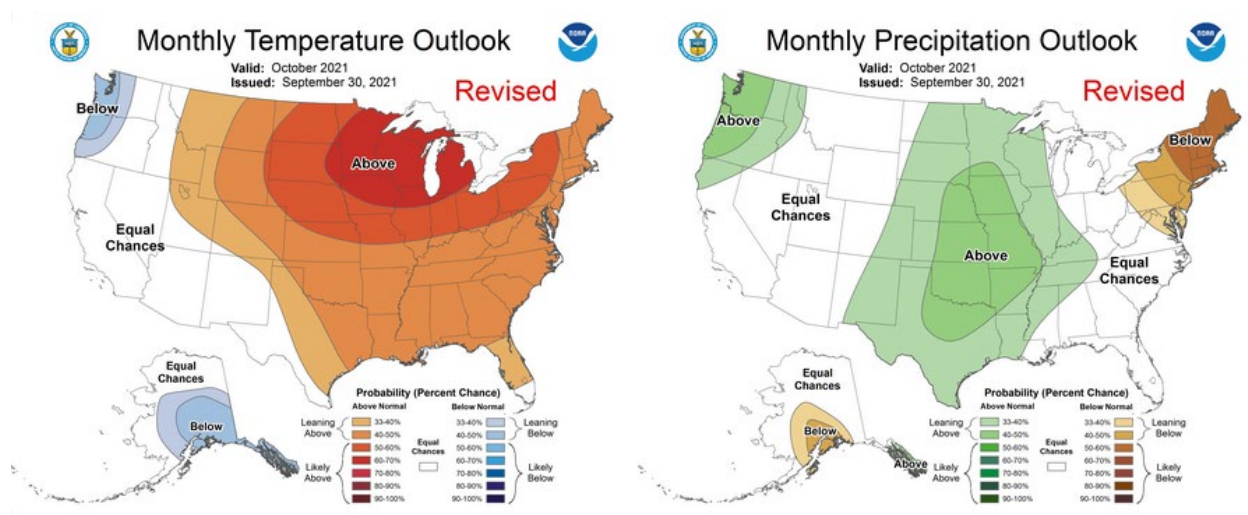 Monthly Temperature Outlook
Valid: October 2021
Issued: September 30, 2021
Revised
NOAA
Below
Above
Equal
Chances
Equal
Chances
Below
Probability (Percent Chance)
Above Normal
Below Normal
Leaning
Above
33-40%
40-50%
50-60%
60-70%
70-80%
80-90%
90-100%
Likely
Above
Equal
Chances
33-40%
40-50%
50-60%
60-70%
70-80%
80-90%
90-100%
Leaning
Below
Likely
Below
Monthly Precipitation Outlook
Valid: October 2021
Issued: September 30, 2021
Revised
NOAA
Above
Below
Equal
Chances
Above
Equal
Chances
Equal
Chances
Below
Above
Probability (Percent Chance)
Above Normal
Below Normal
Leaning
Above
33-40%
40-50%
50-60%
60-70%
70-80%
80-90%
90-100%
Likely
Above
Equal
Chances
33-40%
40-50%
50-60%
60-70%
70-80%
80-90%
90-100%
Leaning
Below
Likely
Below